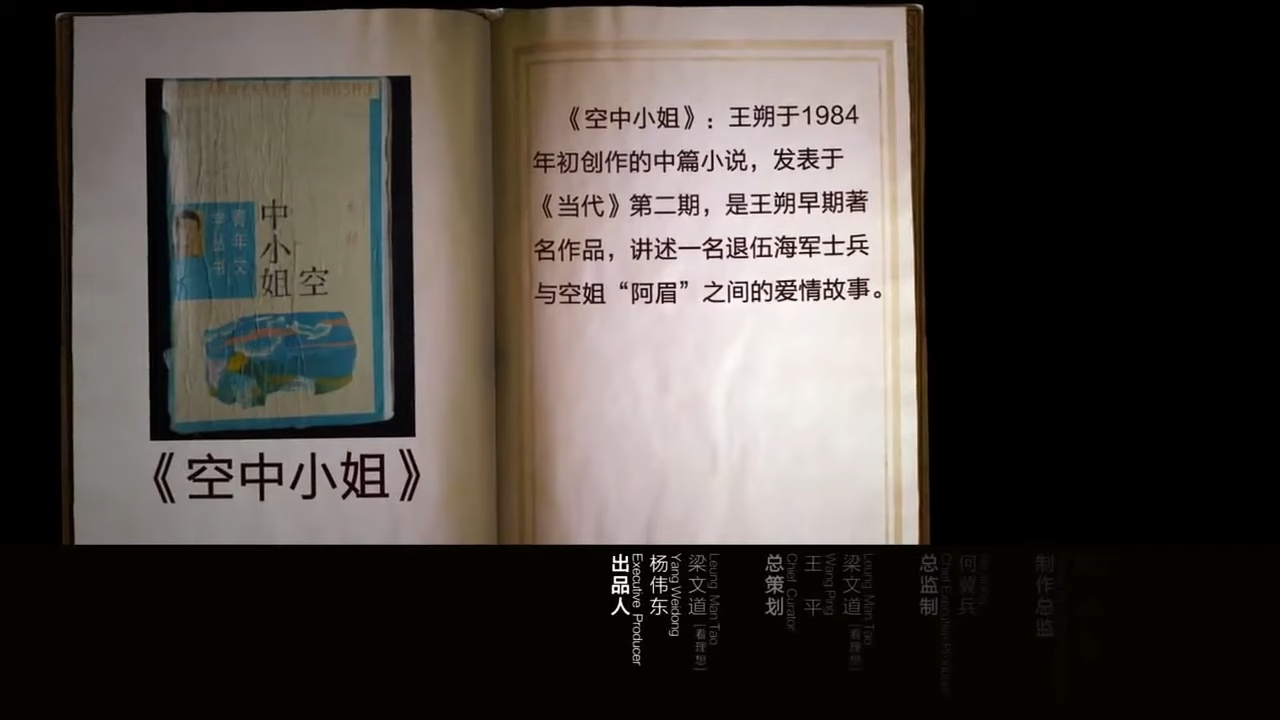 中
小
姐 空
青年文
学丛书
《空中小姐》
《空中小姐》：王朔于1984
年初创作的中篇小说，发表于
《当代》第二期，是王朔早期著
名作品，讲述一名退伍海军士兵
与空姐“阿眉”之间的爱情故事。
出品人
Executive Producer
杨伟东
Yang Weidong
梁文道[看理想]
Leung Man Tao
总策划
Chief Curator
王 平
Wang Ping
梁文道[看理想]
Leung Man Tao
总监制
Chief Executive Producer
何冀兵
制作总监